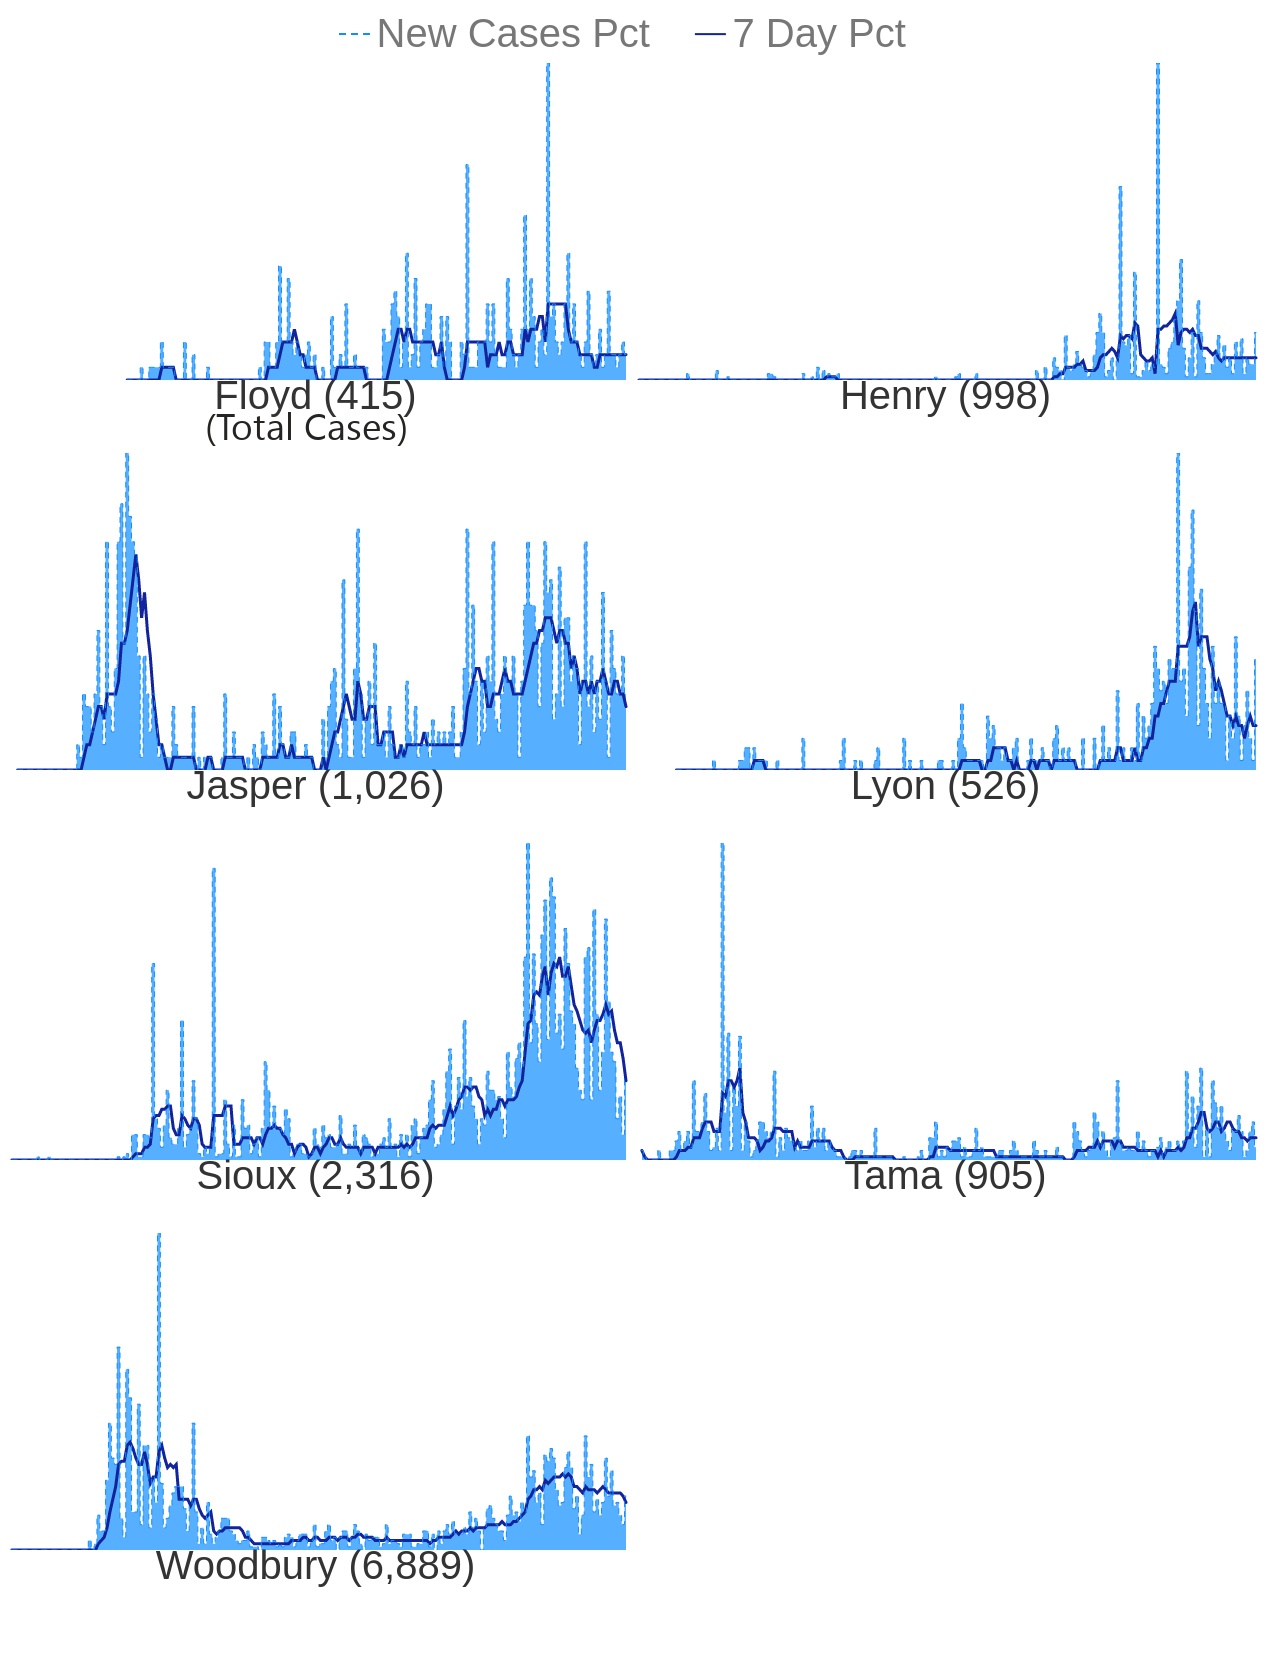 New Cases Pct 7 Day Pct
Floyd (415) Henry (998)
(Total Cases)
Jasper (1,026) Lyon (526)
Sioux (2,316) Tama (905)
Woodbury (6,889)